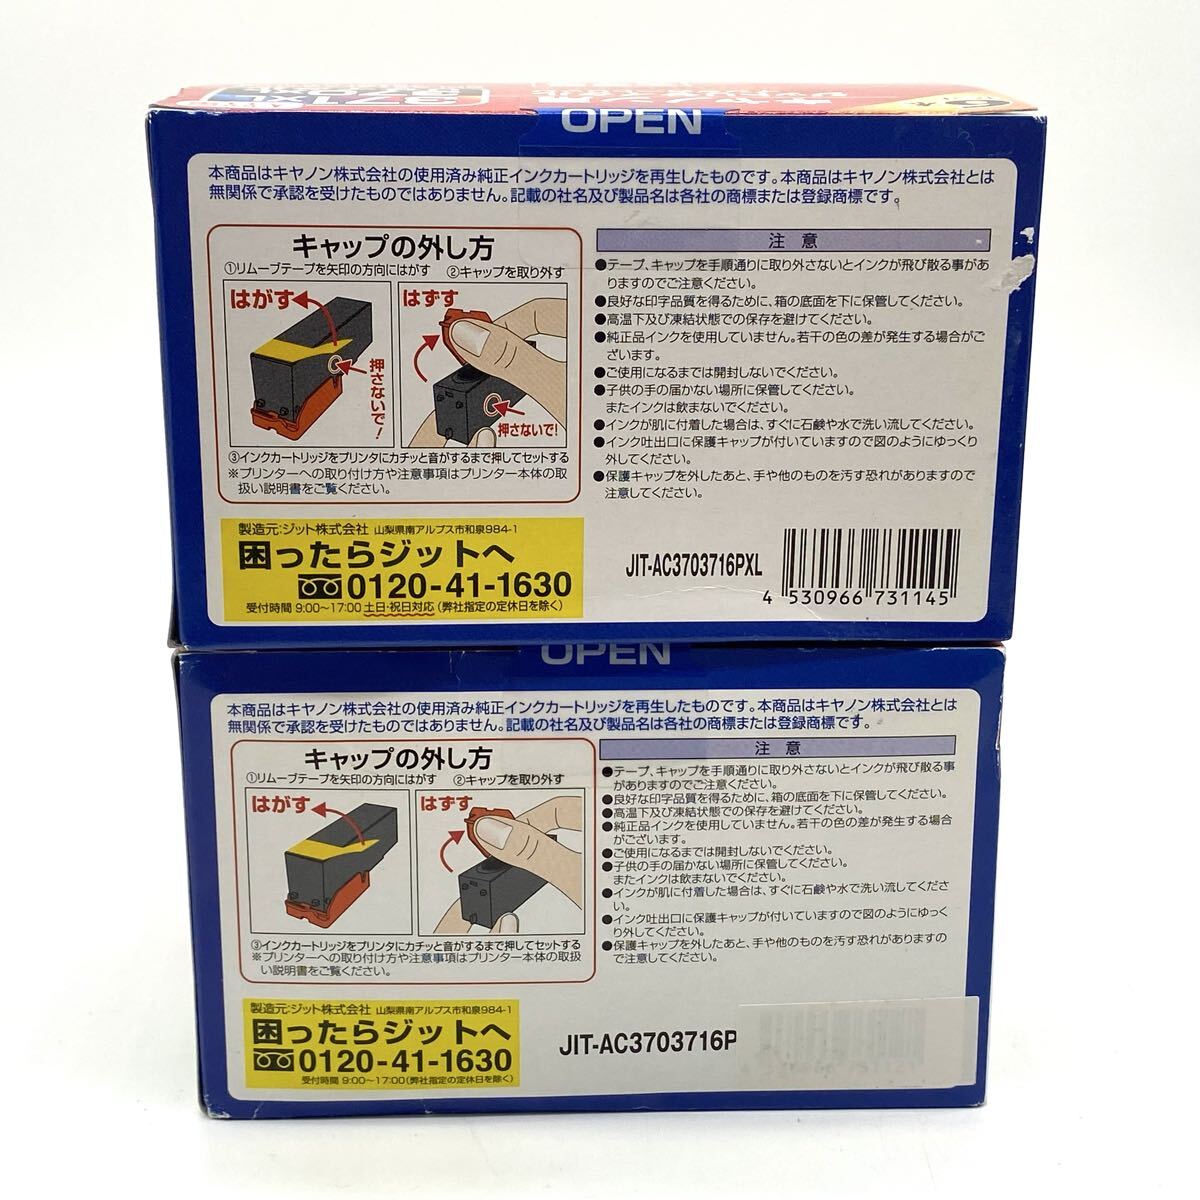 371XL
370XL
キヤノン用
OPEN
本商品はキヤノン株式会社の使用済み純正インクカートリッジを再生したものです。本商品はキヤノン株式会社とは
無関係で承認を受けたものではありません。記載の社名及び製品名は各社の商標または登録商標です。
キャップの外し方
①リムーブテープを矢印の方向にはがす ②キャップを取り外す
はがす
押さないで!
はずす
押さないで!
③インクカートリッジをプリンタにカチッと音がするまで押してセットする
※プリンターへの取り付け方や注意事項はプリンター本体の取
扱い説明書をご覧ください。
注意
●テープ、キャップを手順通りに取り外さないとインクが飛び散る事があ
りますのでご注意ください。
●良好な印字品質を得るために、箱の底面を下に保管してください。
●高温下及び凍結状態での保存を避けてください。
●純正品インクを使用していません。若干の色の差が発生する場合がご
ざいます。
●ご使用になるまでは開封しないでください。
●子供の手の届かない場所に保管してください。
またインクは飲まないでください。
●インクが肌に付着した場合は、すぐに石鹸や水で洗い流してください。
●インク吐出口に保護キャップが付いていますので図のようにゆっくり
外してください。
●保護キャップを外したあと、手や他のものを汚す恐れがありますので
注意してください。
製造元:ジット株式会社 山梨県南アルプス市和泉984-1
困ったらジットへ
0120-41-1630
受付時間 9:00〜17:00 土日・祝日対応 (弊社指定の定休日を除く)
JIT-AC3703716PXL
4 530966 731145
OPEN
本商品はキヤノン株式会社の使用済み純正インクカートリッジを再生したものです。本商品はキヤノン株式会社とは
無関係で承認を受けたものではありません。記載の社名及び製品名は各社の商標または登録商標です。
キャップの外し方
①リムーブテープを矢印の方向にはがす ②キャップを取り外す
はがす
はずす
③インクカートリッジをプリンタにカチッと音がするまで押してセットする
※プリンターへの取り付け方や注意事項はプリンター本体の取扱
い説明書をご覧ください。
注意
●テープ、キャップを手順通りに取り外さないとインクが飛び散る事
がありますのでご注意ください。
●良好な印字品質を得るために、箱の底面を下に保管してください。
●高温下及び凍結状態での保存を避けてください。
●純正品インクを使用していません。若干の色の差が発生する場合
がございます。
●ご使用になるまでは開封しないでください。
●子供の手の届かない場所に保管してください。
またインクは飲まないでください。
●インクが肌に付着した場合は、すぐに石鹸や水で洗い流してくださ
い。
●インク吐出口に保護キャップが付いていますので図のようにゆっく
り外してください。
●保護キャップを外したあと、手や他のものを汚す恐れがありますの
で注意してください。
製造元:ジット株式会社 山梨県南アルプス市和泉984-1
困ったらジットへ
0120-41-1630
受付時間 9:00〜17:00 (弊社指定の定休日を除く)
JIT-AC3703716P